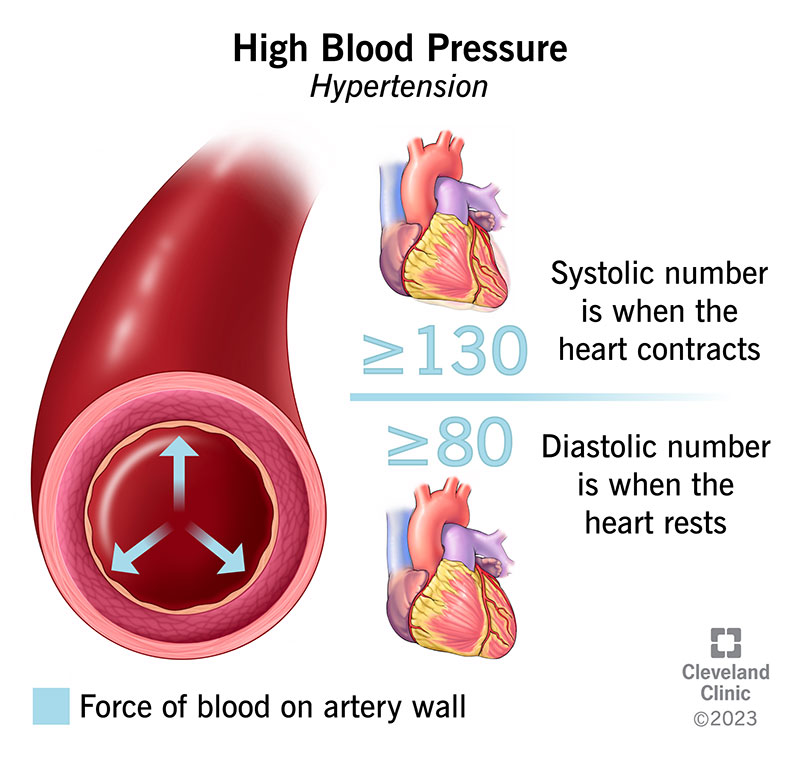 High Blood Pressure
Hypertension
Systolic number
is when the
heart contracts
≥130
≥80
Diastolic number
is when the
heart rests
Force of blood on artery wall
Cleveland
Clinic
©2023